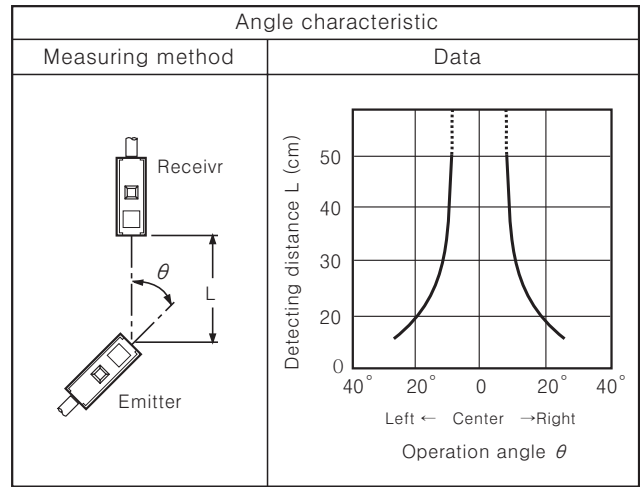 Angle characteristic
Measuring method
Data
Receivr
θ
L
Emitter
Detecting distance L (cm)
50
40
30
20
0
40° 20° 0 20° 40°
Left ← Center →Right
Operation angle θ